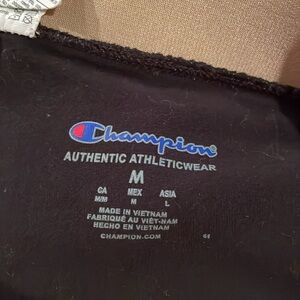 Champion
AUTHENTIC ATHLETICWEAR
M
CA MEX ASIA
M/M M L
MADE IN VIETNAM
FABRIQUÉ AU VIÊT-NAM
HECHO EN VIETNAM
CHAMPION.COM